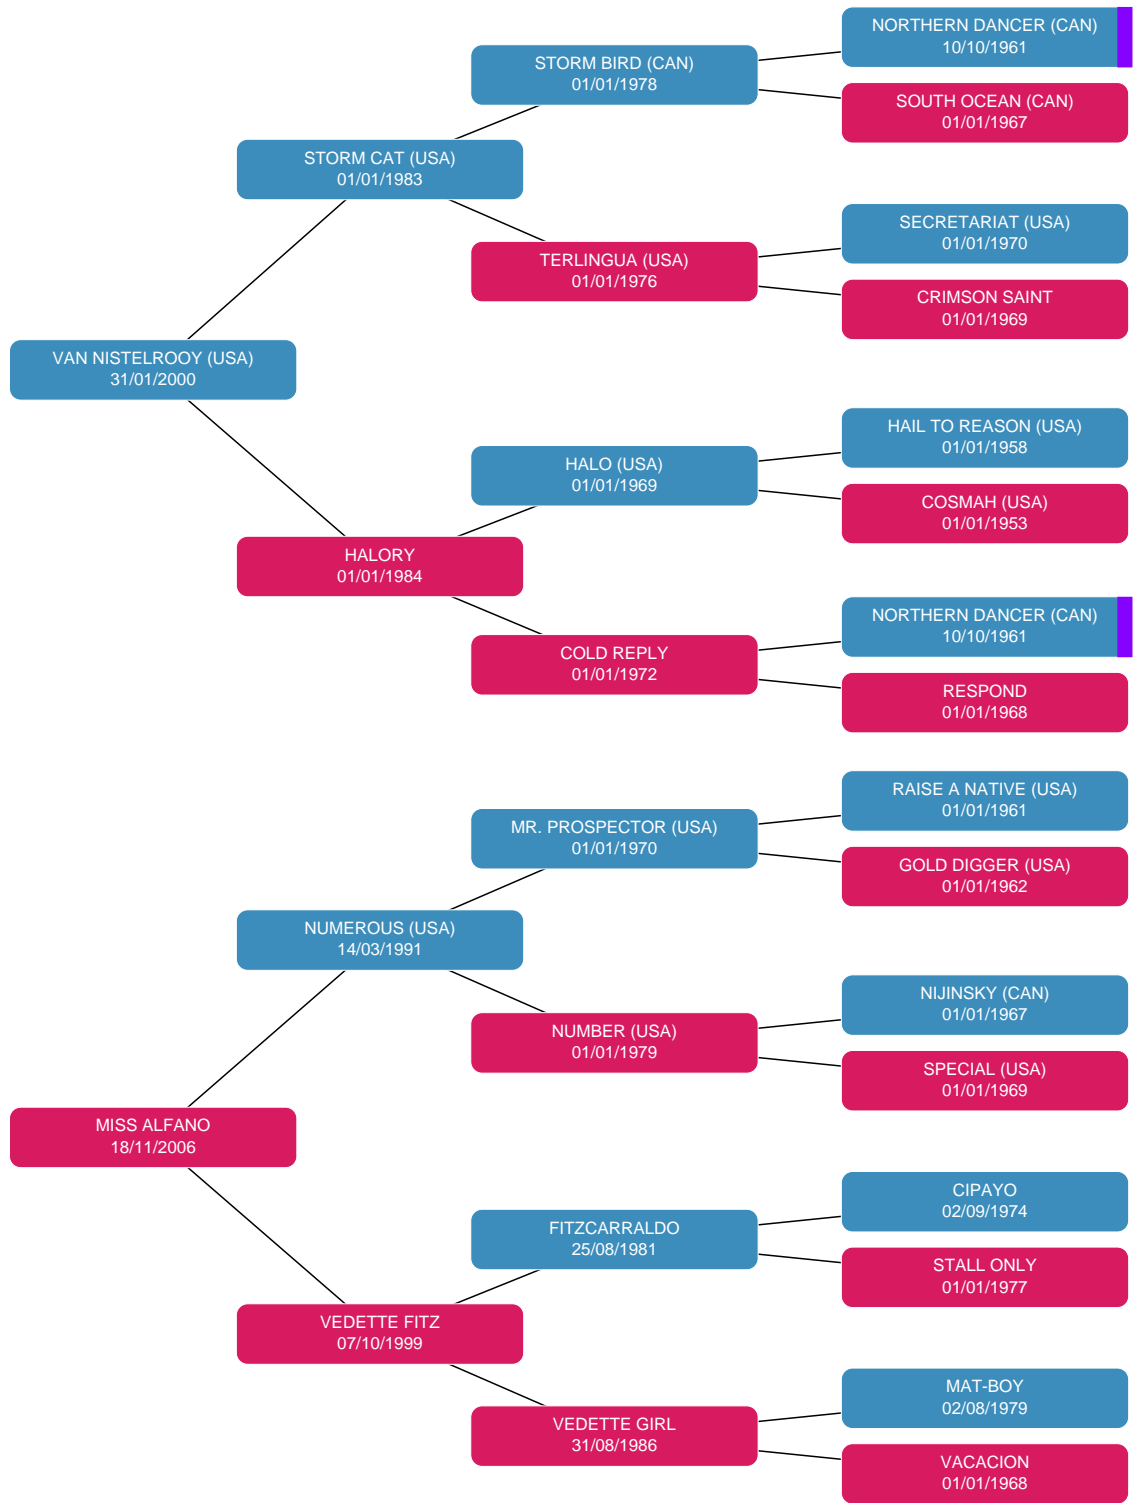 NORTHERN DANCER (CAN)
10/10/1961
STORM BIRD (CAN)
01/01/1978
SOUTH OCEAN (CAN)
01/01/1967
STORM CAT (USA)
01/01/1983
SECRETARIAT (USA)
01/01/1970
TERLINGUA (USA)
01/01/1976
CRIMSON SAINT
01/01/1969
VAN NISTELROOY (USA)
31/01/2000
HAIL TO REASON (USA)
01/01/1958
HALO (USA)
01/01/1969
COSMAH (USA)
01/01/1953
HALORY
01/01/1984
NORTHERN DANCER (CAN)
10/10/1961
COLD REPLY
01/01/1972
RESPOND
01/01/1968
RAISE A NATIVE (USA)
01/01/1961
MR. PROSPECTOR (USA)
01/01/1970
GOLD DIGGER (USA)
01/01/1962
NUMEROUS (USA)
14/03/1991
NIJINSKY (CAN)
01/01/1967
NUMBER (USA)
01/01/1979
SPECIAL (USA)
01/01/1969
MISS ALFANO
18/11/2006
CIPAYO
02/09/1974
FITZCARRALDO
25/08/1981
STALL ONLY
01/01/1977
VEDETTE FITZ
07/10/1999
MAT-BOY
02/08/1979
VEDETTE GIRL
31/08/1986
VACACION
01/01/1968